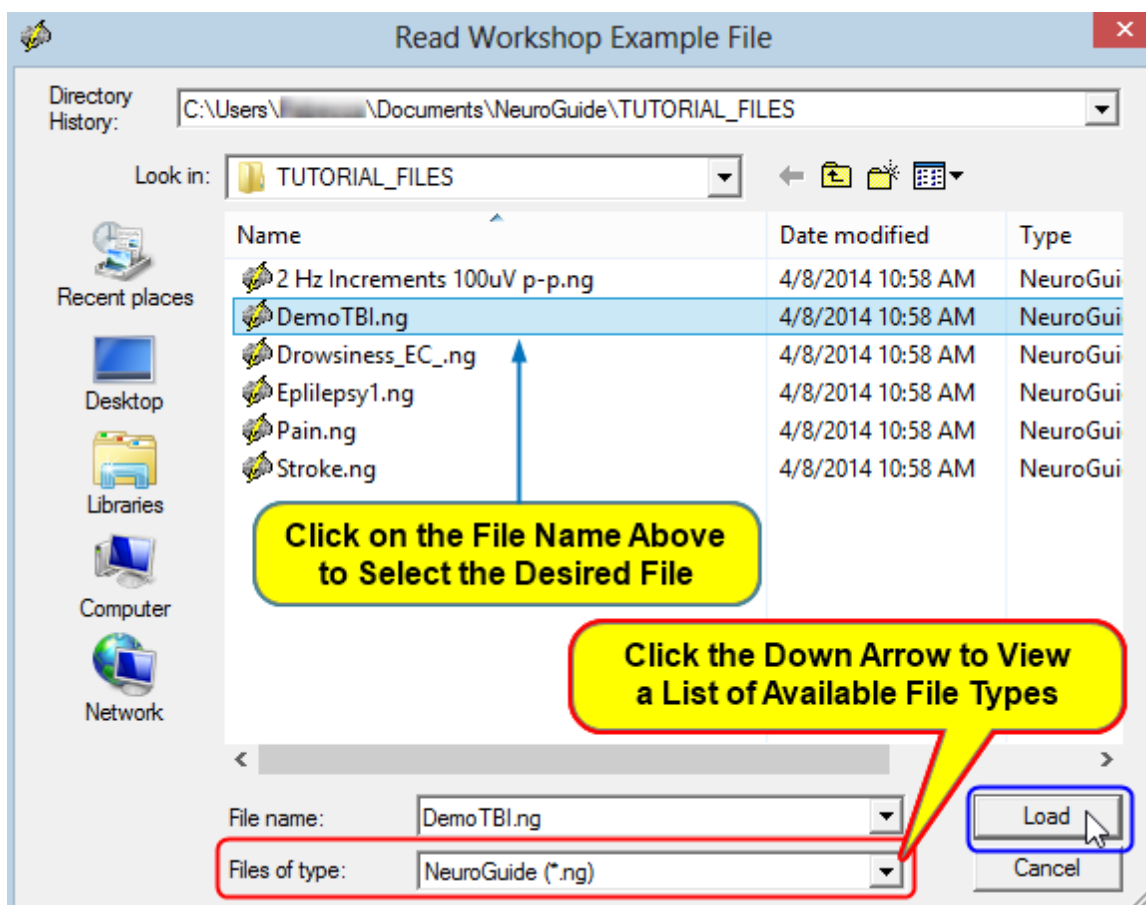 Read Workshop Example File
Directory
History:
C:\Users\ \Documents\NeuroGuide\TUTORIAL_FILES
Look in:
TUTORIAL_FILES
Name Date modified Type
2 Hz Increments 100uV p-p.ng 4/8/2014 10:58 AM NeuroGui
DemoTBI.ng 4/8/2014 10:58 AM NeuroGui
Drowsiness_EC_.ng 4/8/2014 10:58 AM NeuroGui
Eplilepsy1.ng 4/8/2014 10:58 AM NeuroGui
Pain.ng 4/8/2014 10:58 AM NeuroGui
Stroke.ng 4/8/2014 10:58 AM NeuroGui
Recent places
Desktop
Libraries
Computer
Network
Click on the File Name Above
to Select the Desired File
Click the Down Arrow to View
a List of Available File Types
File name: DemoTBI.ng Load
Files of type: NeuroGuide (*.ng) Cancel